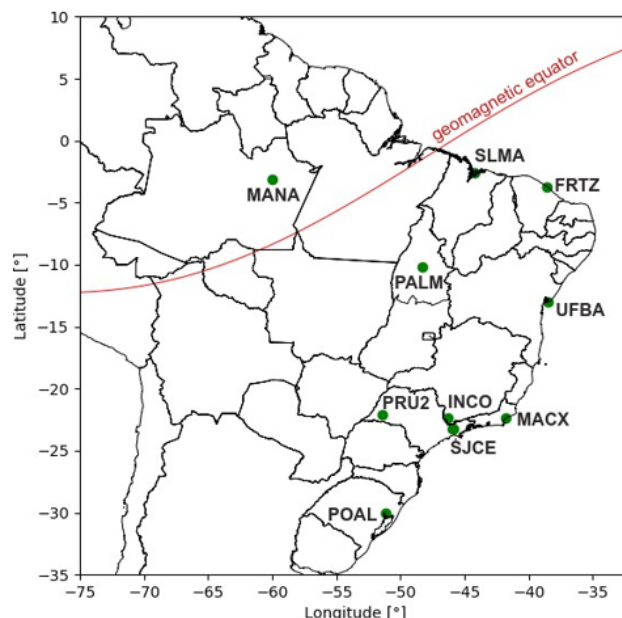 10
5
0
−5
−10
−15
−20
−25
−30
−35
Latitude [°]
geomagnetic equator
SLMA
FRTZ
MANA
PALM
UFBA
PRU2
INCO
MACX
SJCE
POAL
−75
−70
−65
−60
−55
−50
−45
−40
−35
Longitude [°]